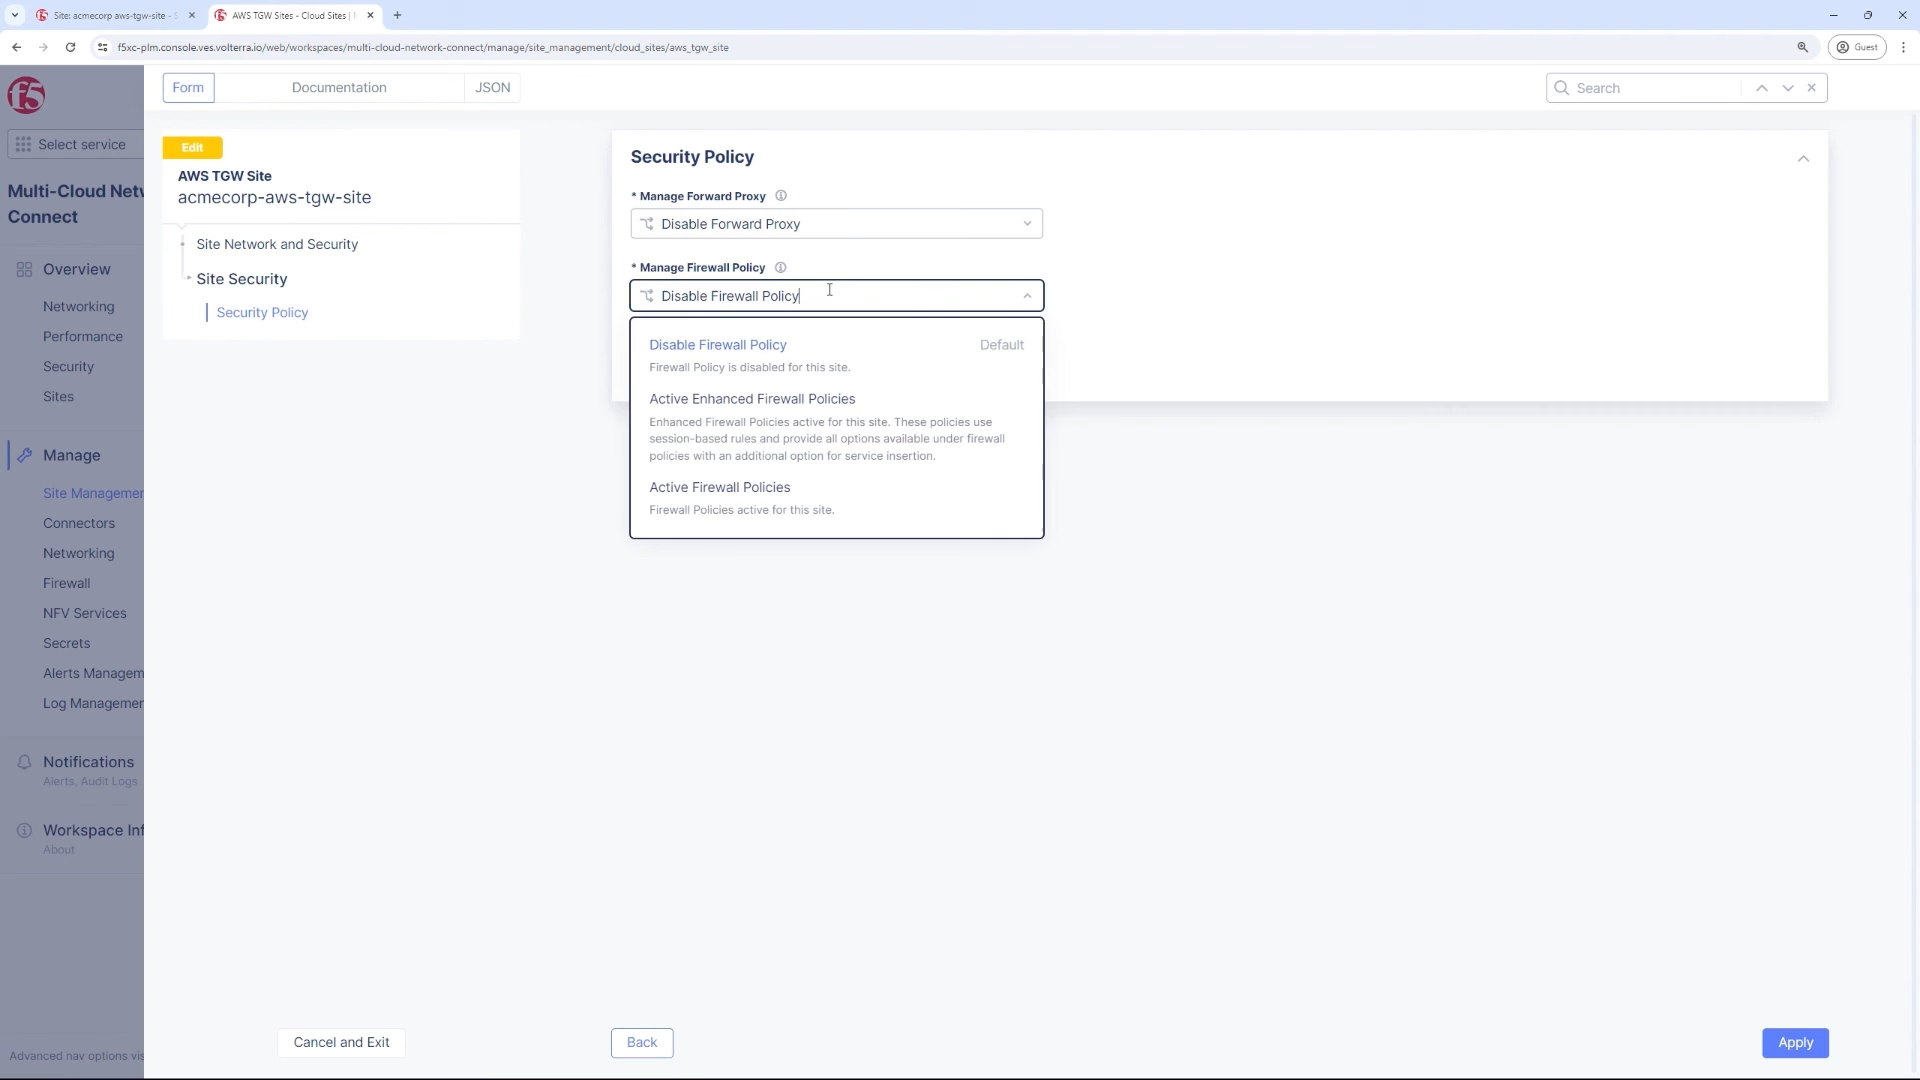 Site: acmecorp aws-tgw-site - S
AWS TGW Sites - Cloud Sites |
f5xc-plm.console.ves.volterra.io/web/workspaces/multi-cloud-network-connect/manage/site_management/cloud_sites/aws_tgw_site
Guest
f5
Form
Documentation
JSON
Search
Select service
Multi-Cloud Netw
Connect
Overview
Networking
Performance
Security
Sites
Manage
Site Managemen
Connectors
Networking
Firewall
NFV Services
Secrets
Alerts Managem
Log Managemen
Notifications
Alerts, Audit Logs
Workspace Inf
About
Advanced nav options vis
Edit
AWS TGW Site
acmecorp-aws-tgw-site
Site Network and Security
Site Security
Security Policy
Security Policy
* Manage Forward Proxy
Disable Forward Proxy
* Manage Firewall Policy
Disable Firewall Policy
Disable Firewall Policy Default
Firewall Policy is disabled for this site.
Active Enhanced Firewall Policies
Enhanced Firewall Policies active for this site. These policies use
session-based rules and provide all options available under firewall
policies with an additional option for service insertion.
Active Firewall Policies
Firewall Policies active for this site.
Cancel and Exit
Back
Apply